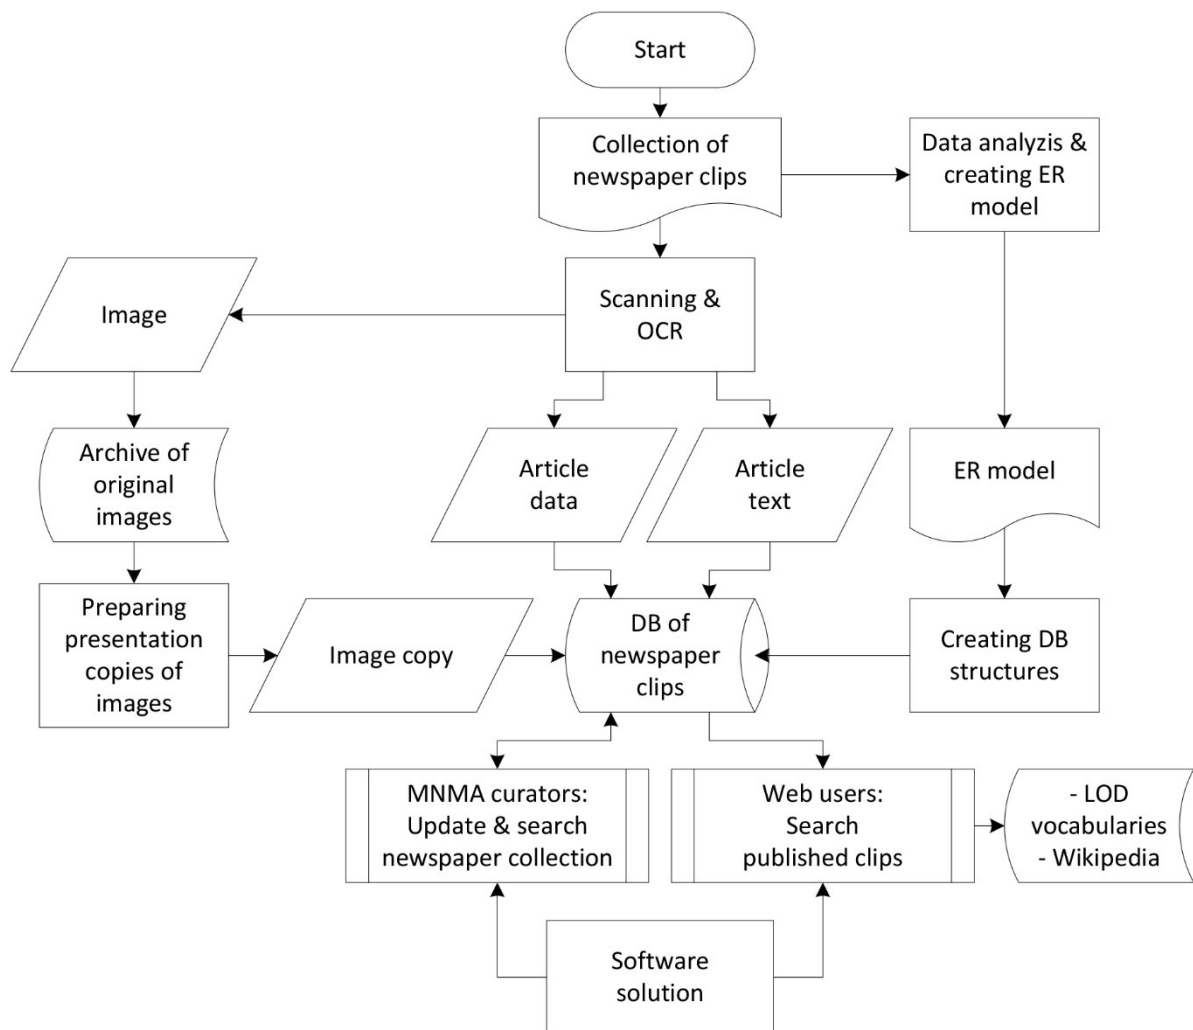 Start
Collection of
newspaper clips
Data analyzis &
creating ER
model
Image
Scanning &
OCR
Archive of
original
images
Article
data
Article
text
ER model
Preparing
presentation
copies of
images
Image copy
DB of
newspaper
clips
Creating DB
structures
MNMA curators:
Update & search
newspaper collection
Web users:
Search
published clips
- LOD
vocabularies
- Wikipedia
Software
solution